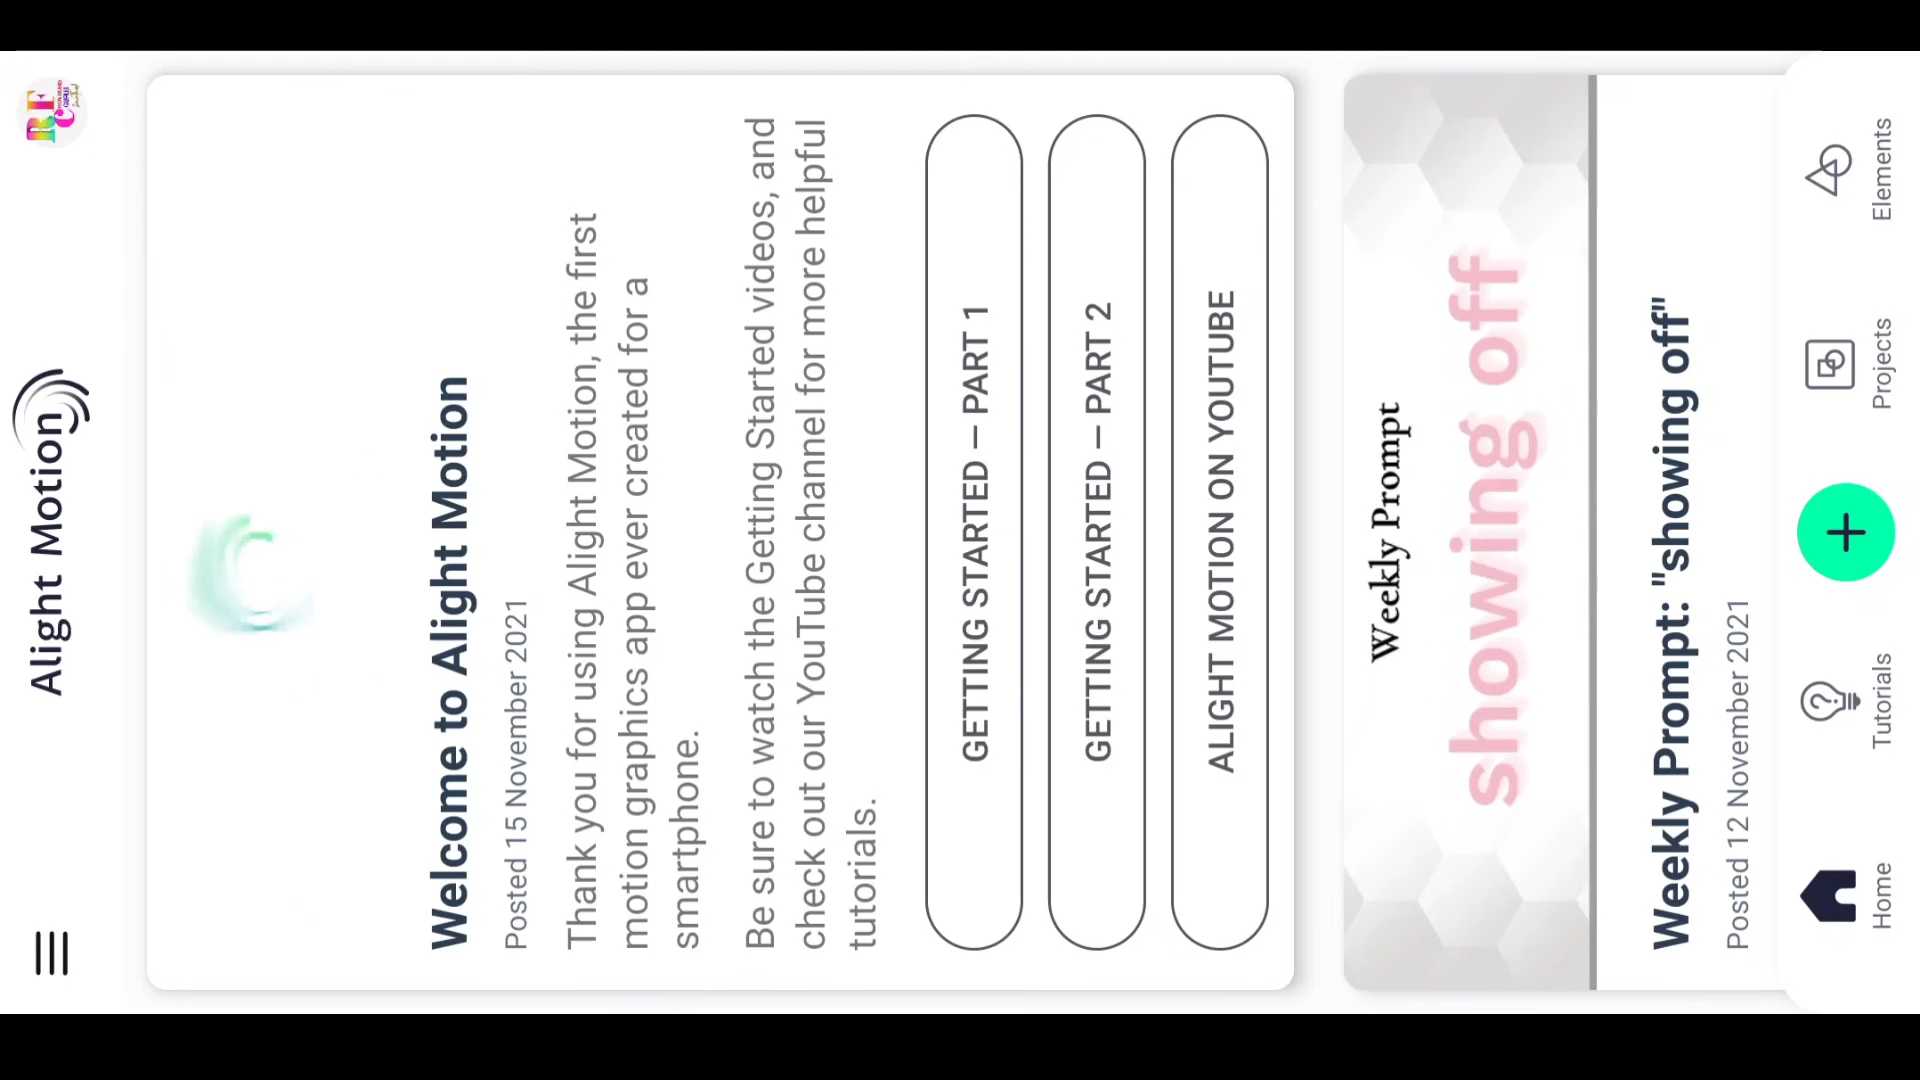 Alight Motion
Welcome to Alight Motion
Posted 15 November 2021
Thank you for using Alight Motion, the first
motion graphics app ever created for a
smartphone.
Be sure to watch the Getting Started videos, and
check out our YouTube channel for more helpful
tutorials.
GETTING STARTED – PART 1
GETTING STARTED – PART 2
ALIGHT MOTION ON YOUTUBE
Weekly Prompt
showing off
Weekly Prompt: "showing off"
Posted 12 November 2021
Home
Tutorials
Projects
Elements